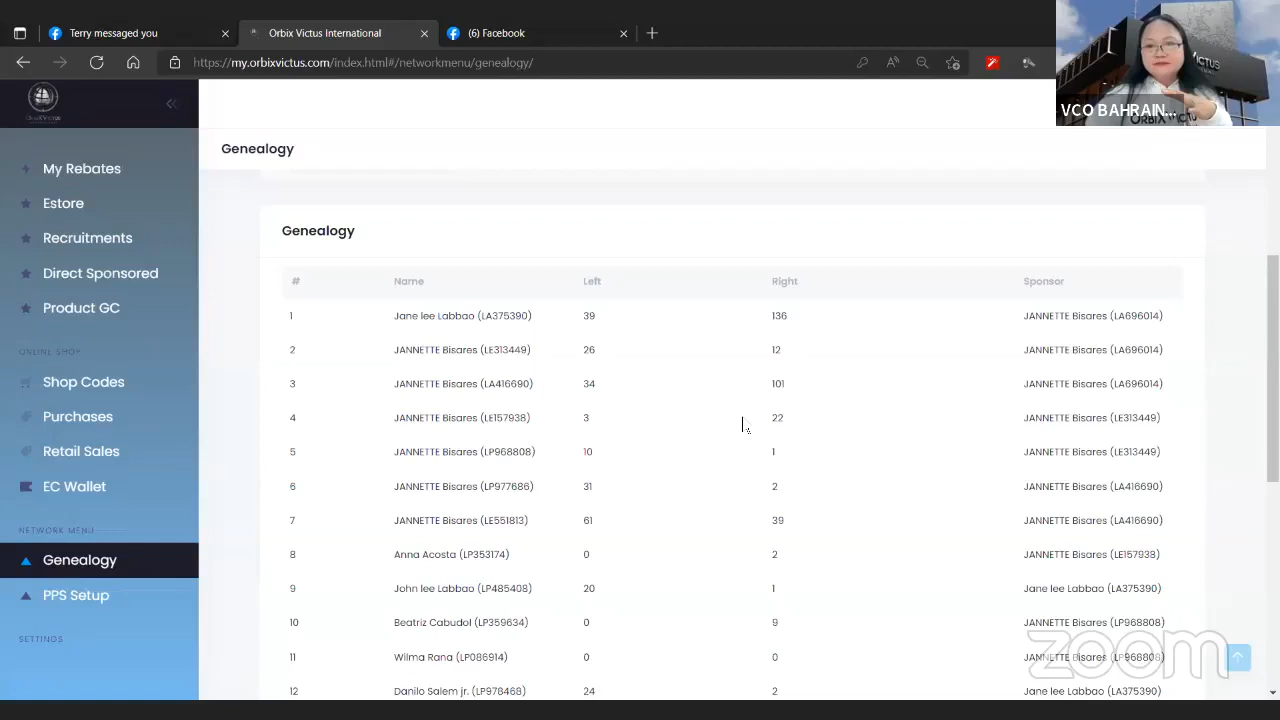 Terry messaged you
Orbix Victus International
(6) Facebook
https://my.orbixvictus.com/index.html#/networkmenu/genealogy/
VCO BAHRAIN...
ORBIX VICTUS
My Rebates
Estore
Recruitments
Direct Sponsored
Product GC
ONLINE SHOP
Shop Codes
Purchases
Retail Sales
EC Wallet
NETWORK MENU
Genealogy
PPS Setup
SETTINGS
Genealogy
Genealogy
# Name Left Right Sponsor
1 Jane lee Labbao (LA375390) 39 136 JANNETTE Bisares (LA696014)
2 JANNETTE Bisares (LE313449) 26 12 JANNETTE Bisares (LA696014)
3 JANNETTE Bisares (LA416690) 34 101 JANNETTE Bisares (LA696014)
4 JANNETTE Bisares (LE157938) 3 22 JANNETTE Bisares (LE313449)
5 JANNETTE Bisares (LP968808) 10 1 JANNETTE Bisares (LE313449)
6 JANNETTE Bisares (LP977686) 31 2 JANNETTE Bisares (LA416690)
7 JANNETTE Bisares (LE551813) 61 39 JANNETTE Bisares (LA416690)
8 Anna Acosta (LP353174) 0 2 JANNETTE Bisares (LE157938)
9 John lee Labbao (LP485408) 20 1 Jane lee Labbao (LA375390)
10 Beatriz Cabudol (LP359634) 0 9 JANNETTE Bisares (LP968808)
11 Wilma Rana (LP086914) 0 0 JANNETTE Bisares (LP968808)
12 Danilo Salem jr. (LP978468) 24 2 Jane lee Labbao (LA375390)
zoom